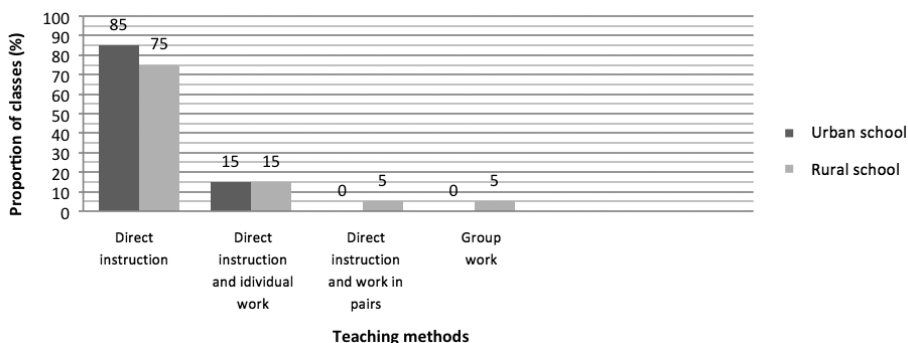 Proportion of classes (%)
100
90
80
70
60
50
40
30
20
10
0
85
75
15
15
0
5
0
5
Direct
instruction
Direct
instruction
and idividual
work
Direct
instruction
and work in
pairs
Group
work
Teaching methods
Urban school
Rural school